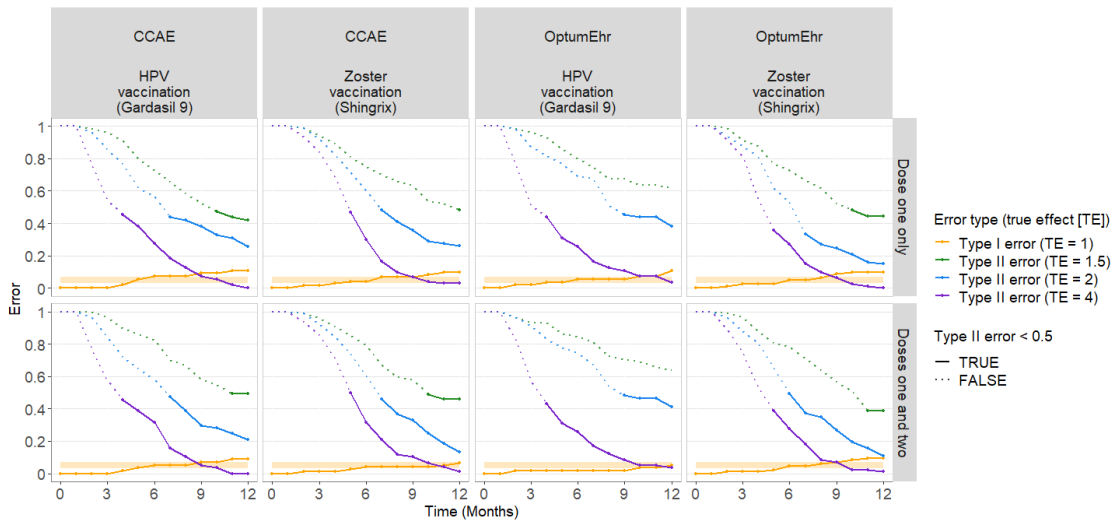 CCAE
CCAE
OptumEhr
OptumEhr
HPV
vaccination
(Gardasil 9)
Zoster
vaccination
(Shingrix)
HPV
vaccination
(Gardasil 9)
Zoster
vaccination
(Shingrix)
1
0.8
0.6
0.4
0.2
0
Dose one only
Error
1
0.8
0.6
0.4
0.2
0
Doses one and two
0 3 6 9 12
0 3 6 9 12
0 3 6 9 12
0 3 6 9 12
Time (Months)
Error type (true effect [TE])
Type I error (TE = 1)
Type II error (TE = 1.5)
Type II error (TE = 2)
Type II error (TE = 4)
Type II error < 0.5
TRUE
FALSE